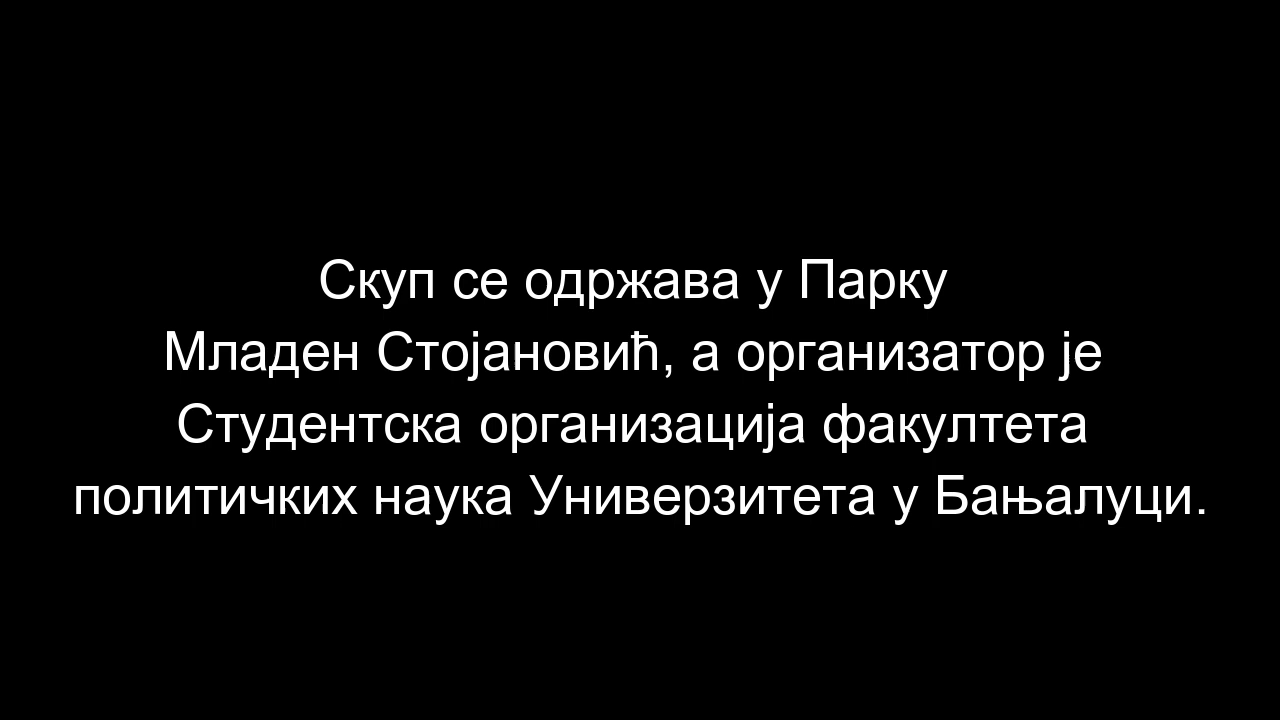 Скуп се одржава у Парку
Младен Стојановић, а организатор је
Студентска организација факултета
политичких наука Универзитета у Бањалуци.